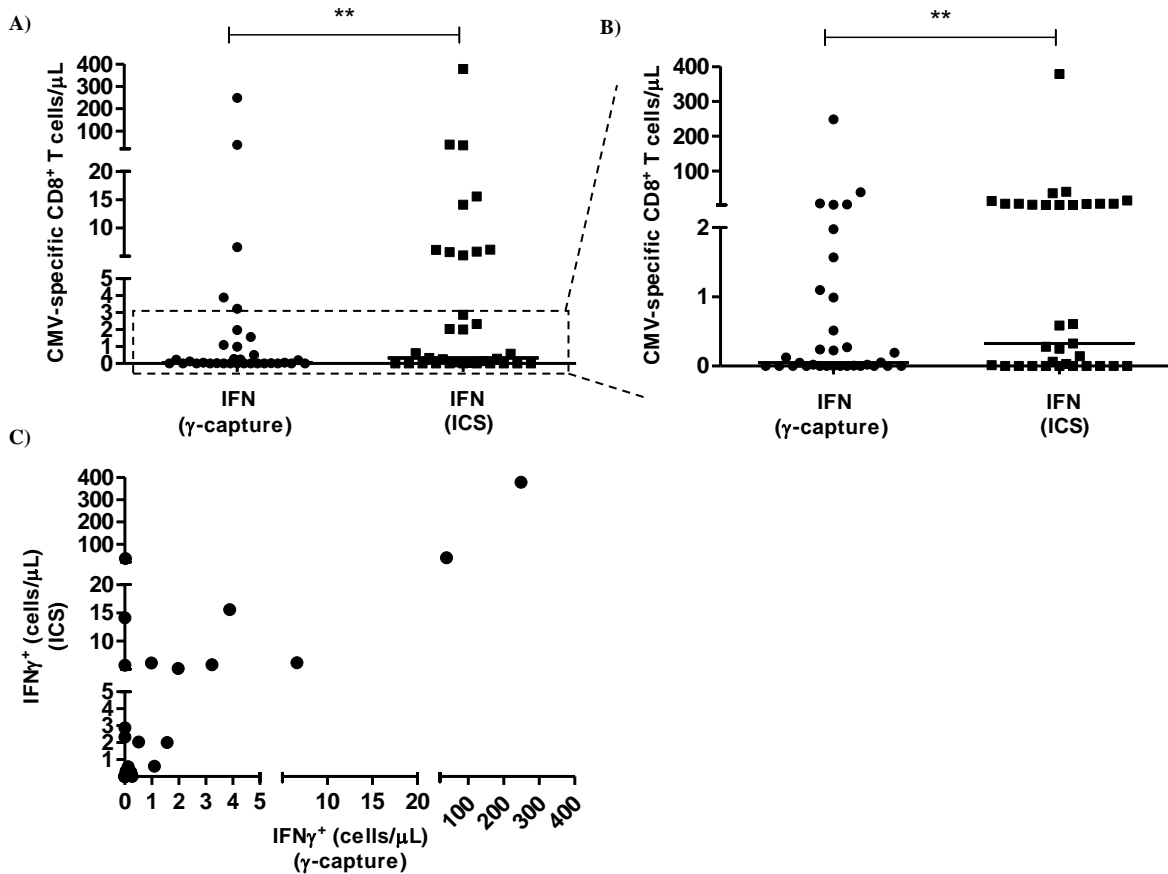 A)
**
CMV-specific CD8⁺ T cells/μL
400
300
200
100
20
15
10
5
4
3
2
1
0
IFN
(γ-capture)
IFN
(ICS)
B)
**
CMV-specific CD8⁺ T cells/μL
400
300
200
100
2
1
0
IFN
(γ-capture)
IFN
(ICS)
C)
IFNγ⁺ (cells/μL)
(ICS)
400
300
200
100
20
15
10
5
4
3
2
1
0 1 2 3 4 5 10 15 20 100 200 300 400
IFNγ⁺ (cells/μL)
(γ-capture)